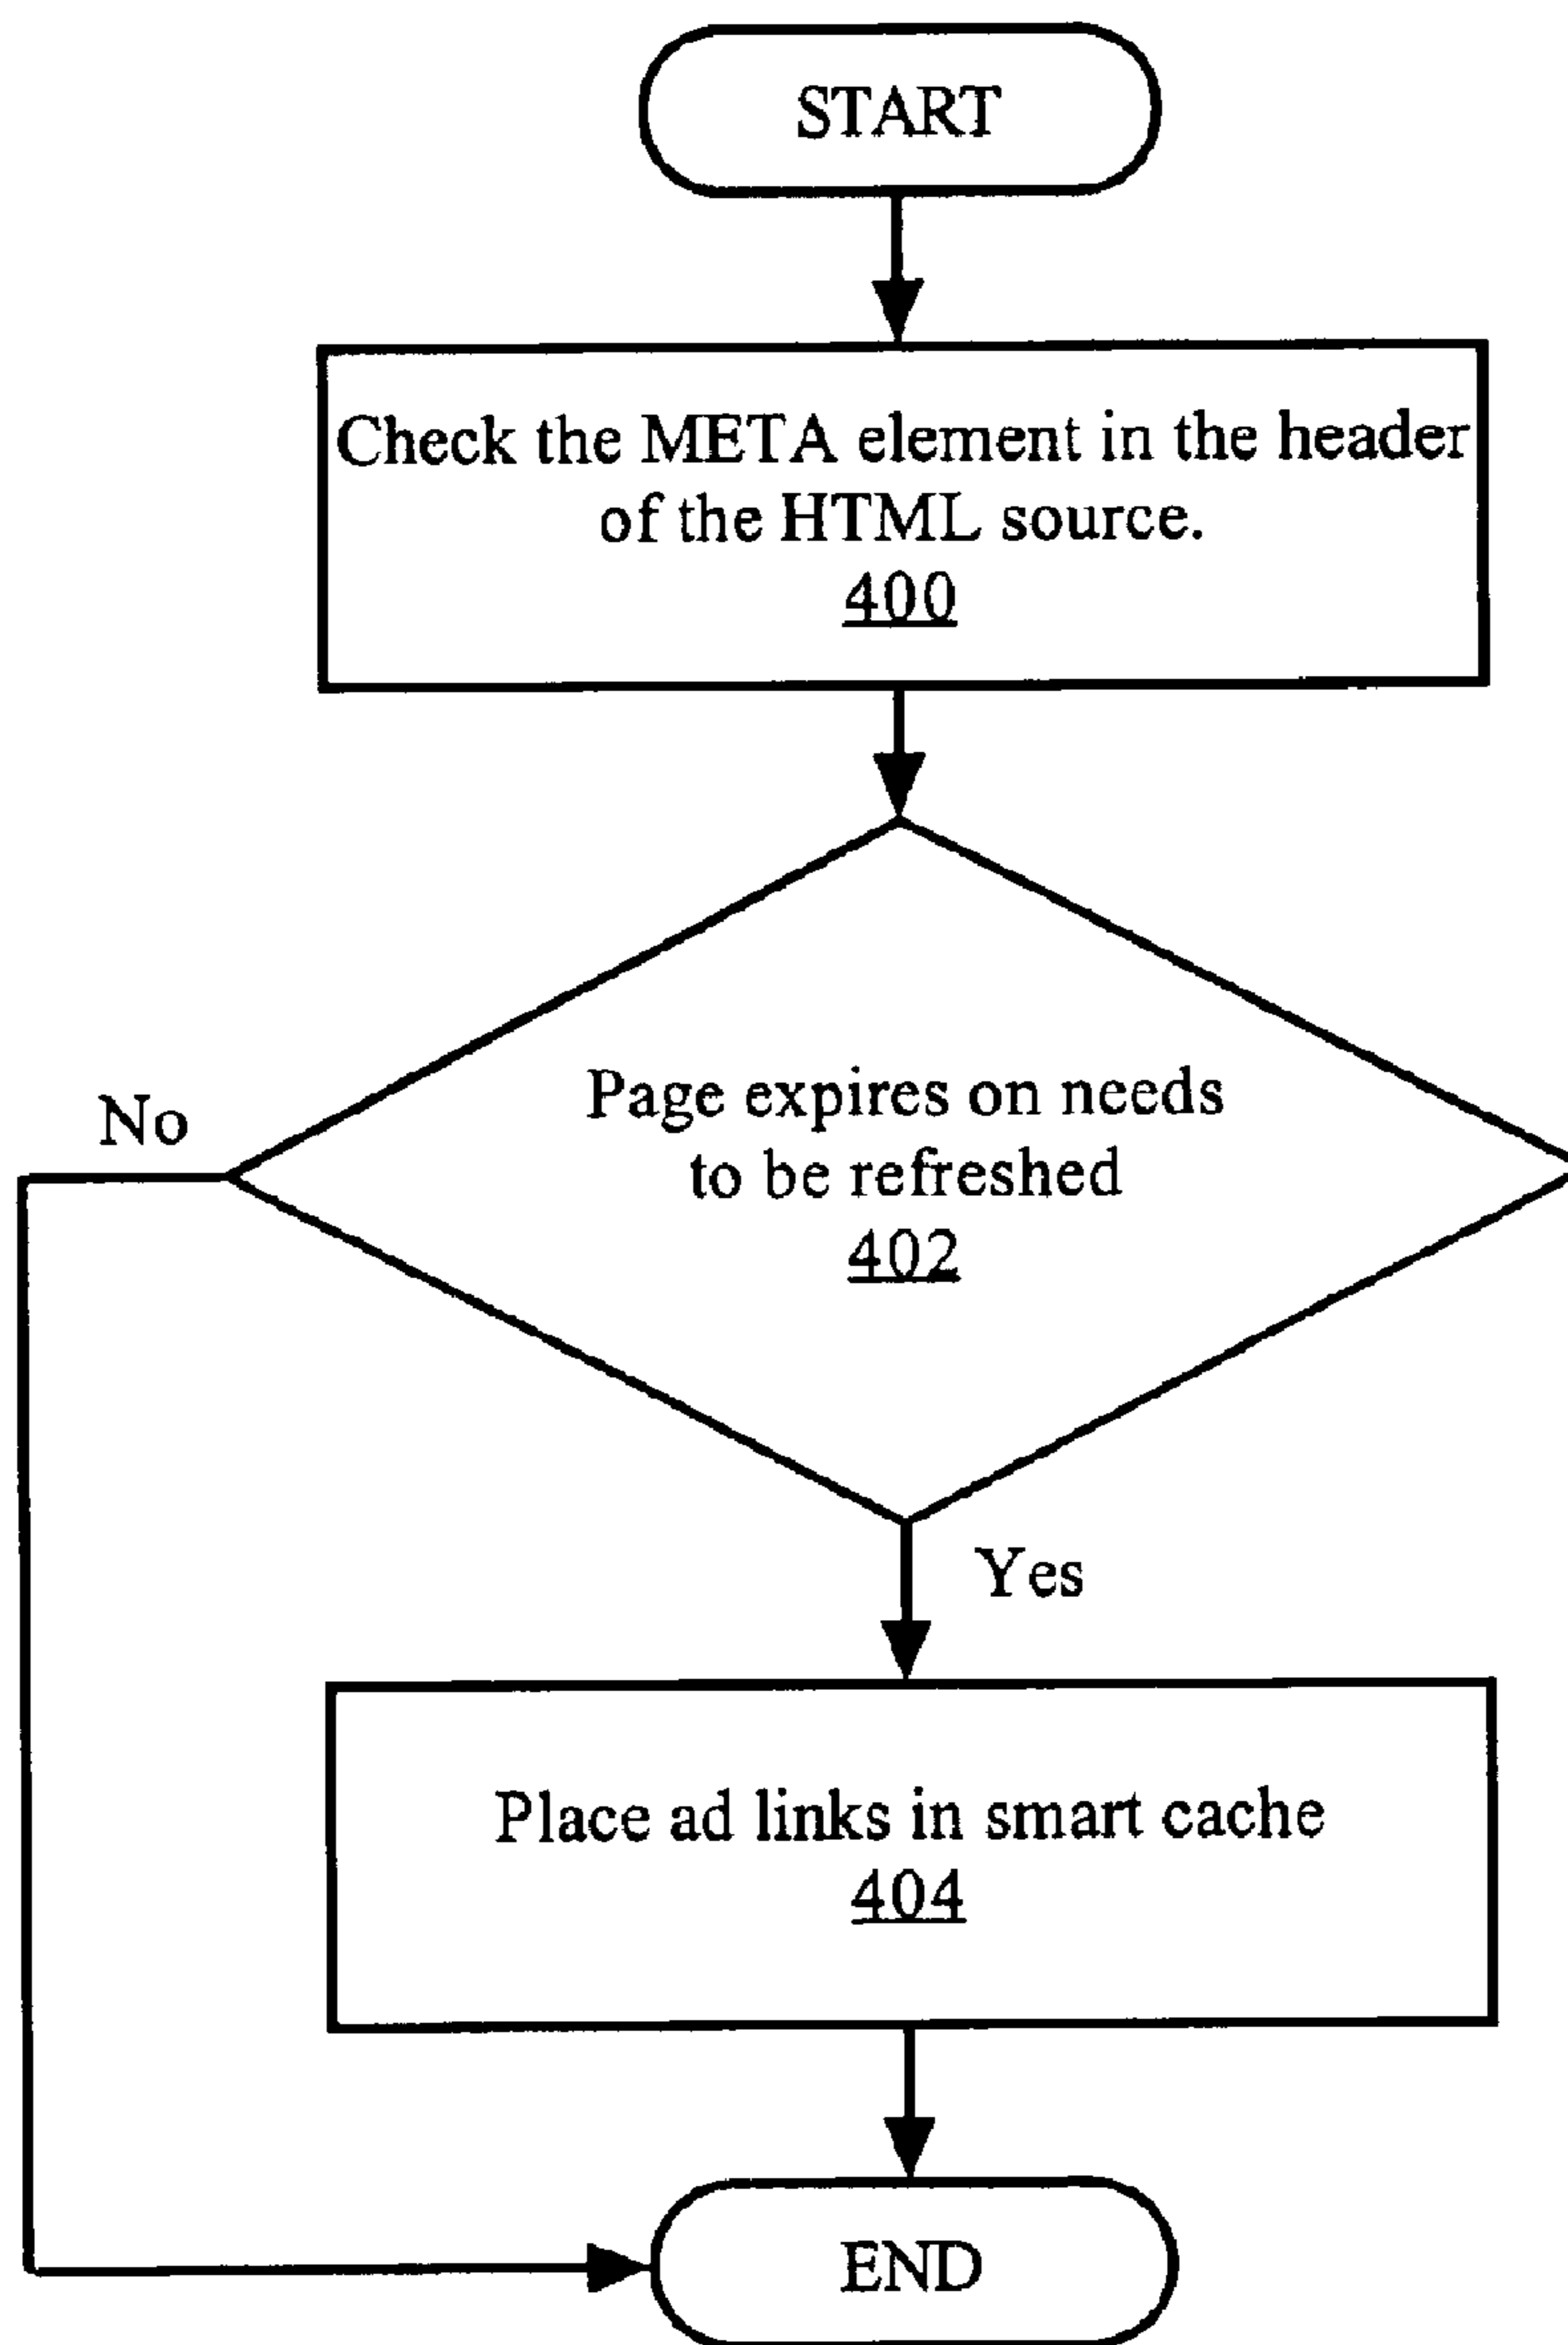 START
Check the META element in the header
of the HTML source.
400
Page expires on needs
to be refreshed
402
No
Yes
Place ad links in smart cache
404
END